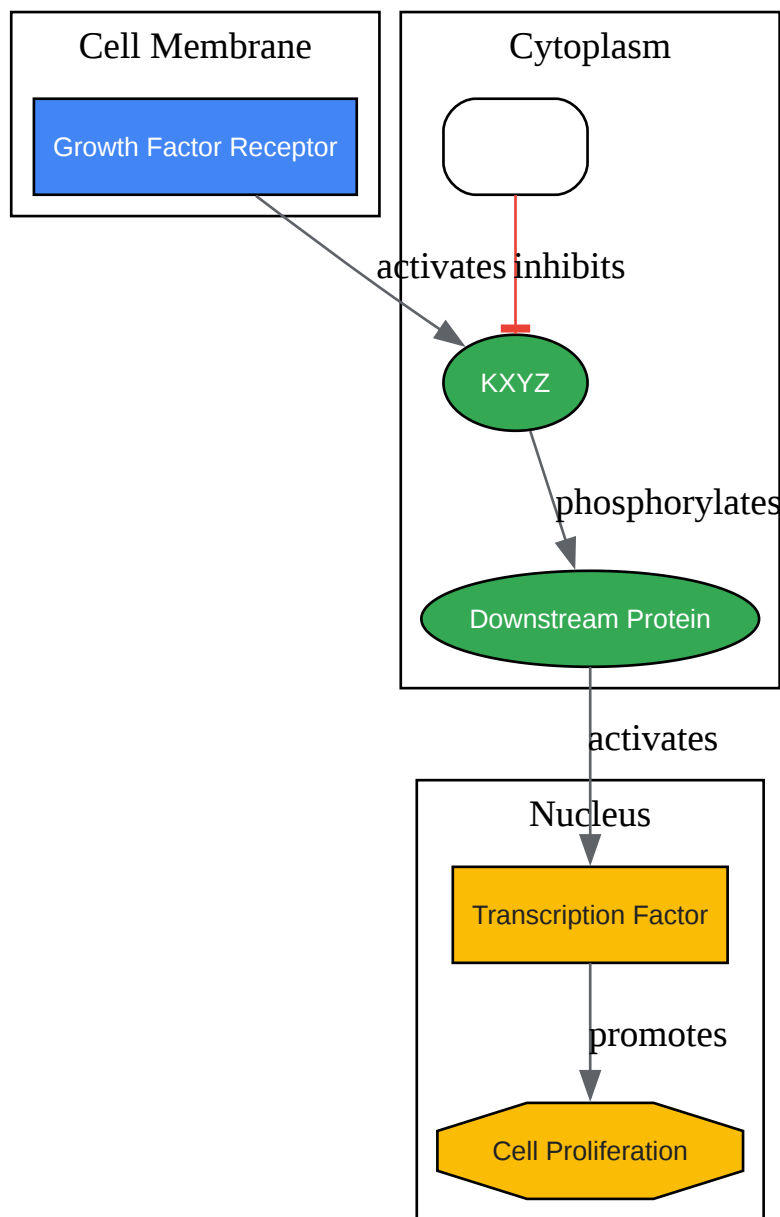 Cell Membrane
Cytoplasm
Growth Factor Receptor
activates
inhibits
KXYZ
phosphorylates
Downstream Protein
activates
Nucleus
Transcription Factor
promotes
Cell Proliferation